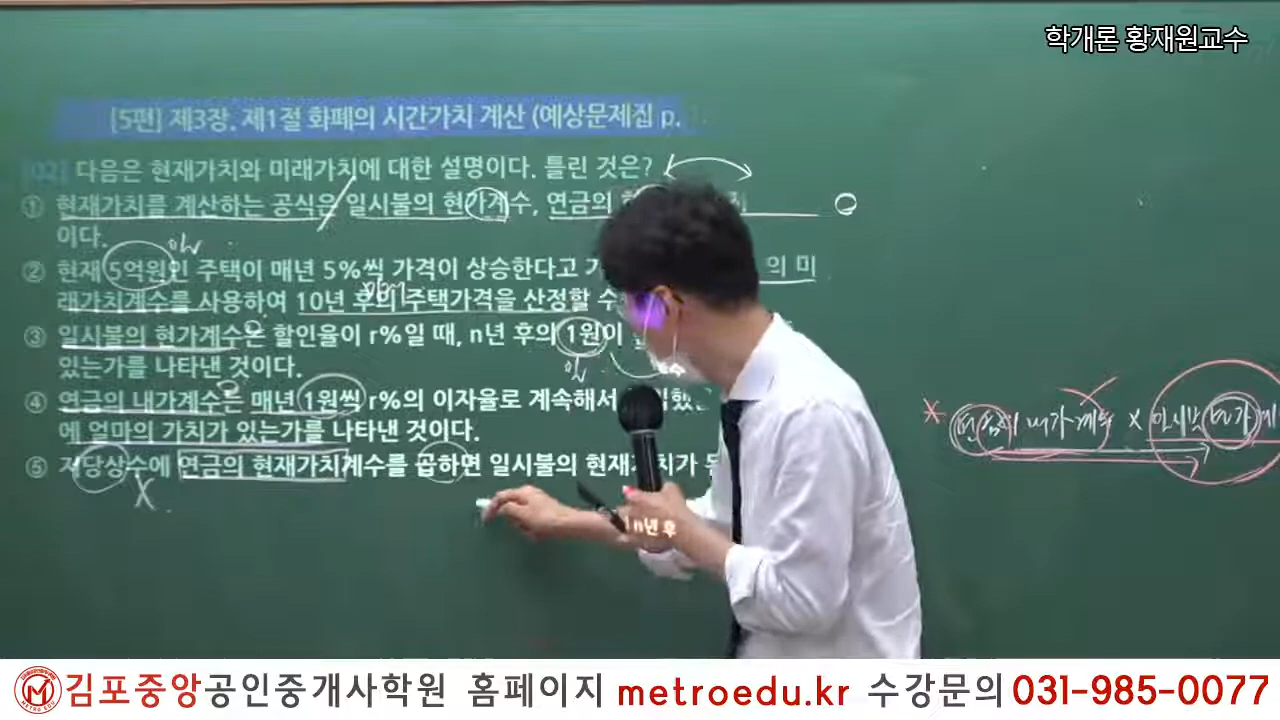 학개론 황재원교수
[5편] 제3장. 제1절 화폐의 시간가치 계산 (예상문제집 p.
다음은 현재가치와 미래가치에 대한 설명이다. 틀린 것은?
① 현재가치를 계산하는 공식은 일시불의 현가계수, 연금의
이다.
② 현재 5억원인 주택이 매년 5%씩 가격이 상승한다고 의 미
래가치계수를 사용하여 10년 후의 주택가격을 산정할 수
③ 일시불의 현가계수는 할인율이 r%일 때, n년 후의 1원이
있는가를 나타낸 것이다.
④ 연금의 내가계수는 매년 1원씩 r%의 이자율로 계속해서
에 얼마의 가치가 있는가를 나타낸 것이다.
⑤ 저당상수에 연금의 현재가치계수를 곱하면 일시불의 현재가치가
X
n년 후
내가계수 ×
김포중앙공인중개사학원 홈페이지 metroedu.kr 수강문의 031-985-0077
METRO EDU